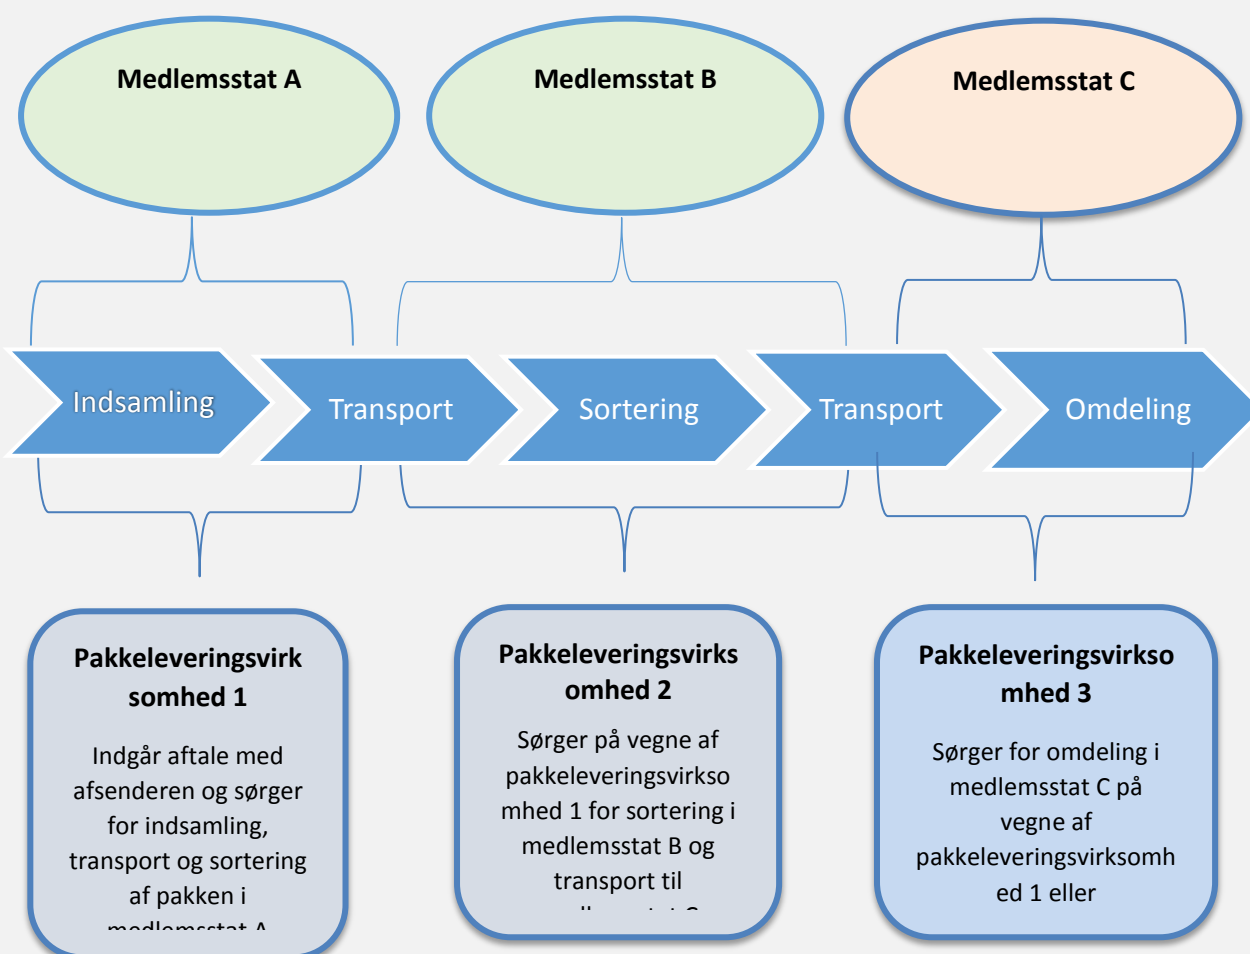 Medlemsstat A
Medlemsstat B
Medlemsstat C
Indsamling
Transport
Sortering
Transport
Omdeling
Pakkeleveringsvirk
somhed 1
Indgår aftale med
afsenderen og sørger
for indsamling,
transport og sortering
af pakken i
medlemsstat A
Pakkeleveringsvirks
omhed 2
Sørger på vegne af
pakkeleveringsvirkso
mhed 1 for sortering i
medlemsstat B og
transport til
Pakkeleveringsvirkso
mhed 3
Sørger for omdeling i
medlemsstat C på
vegne af
pakkeleveringsvirksomh
ed 1 eller